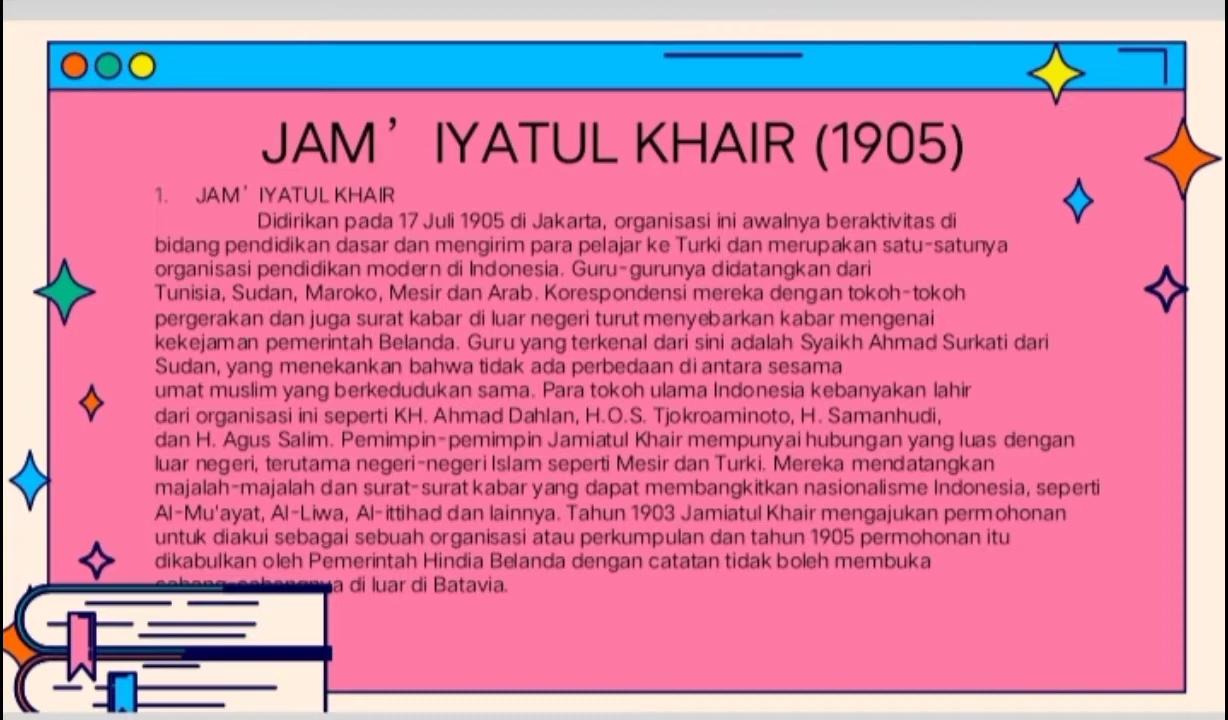 JAM’ IYATUL KHAIR (1905)
1. JAM’ IYATUL KHAIR
Didirikan pada 17 Juli 1905 di Jakarta, organisasi ini awalnya beraktivitas di
bidang pendidikan dasar dan mengirim para pelajar ke Turki dan merupakan satu-satunya
organisasi pendidikan modern di Indonesia. Guru-gurunya didatangkan dari
Tunisia, Sudan, Maroko, Mesir dan Arab. Korespondensi mereka dengan tokoh-tokoh
pergerakan dan juga surat kabar di luar negeri turut menyebarkan kabar mengenai
kekejaman pemerintah Belanda. Guru yang terkenal dari sini adalah Syaikh Ahmad Surkati dari
Sudan, yang menekankan bahwa tidak ada perbedaan di antara sesama
umat muslim yang berkedudukan sama. Para tokoh ulama Indonesia kebanyakan lahir
dari organisasi ini seperti KH. Ahmad Dahlan, H.O.S. Tjokroaminoto, H. Samanhudi,
dan H. Agus Salim. Pemimpin-pemimpin Jamiatul Khair mempunyai hubungan yang luas dengan
luar negeri, terutama negeri-negeri Islam seperti Mesir dan Turki. Mereka mendatangkan
majalah-majalah dan surat-surat kabar yang dapat membangkitkan nasionalisme Indonesia, seperti
Al-Mu'ayat, Al-Liwa, Al-ittihad dan lainnya. Tahun 1903 Jamiatul Khair mengajukan permohonan
untuk diakui sebagai sebuah organisasi atau perkumpulan dan tahun 1905 permohonan itu
dikabulkan oleh Pemerintah Hindia Belanda dengan catatan tidak boleh membuka
di luar di Batavia.